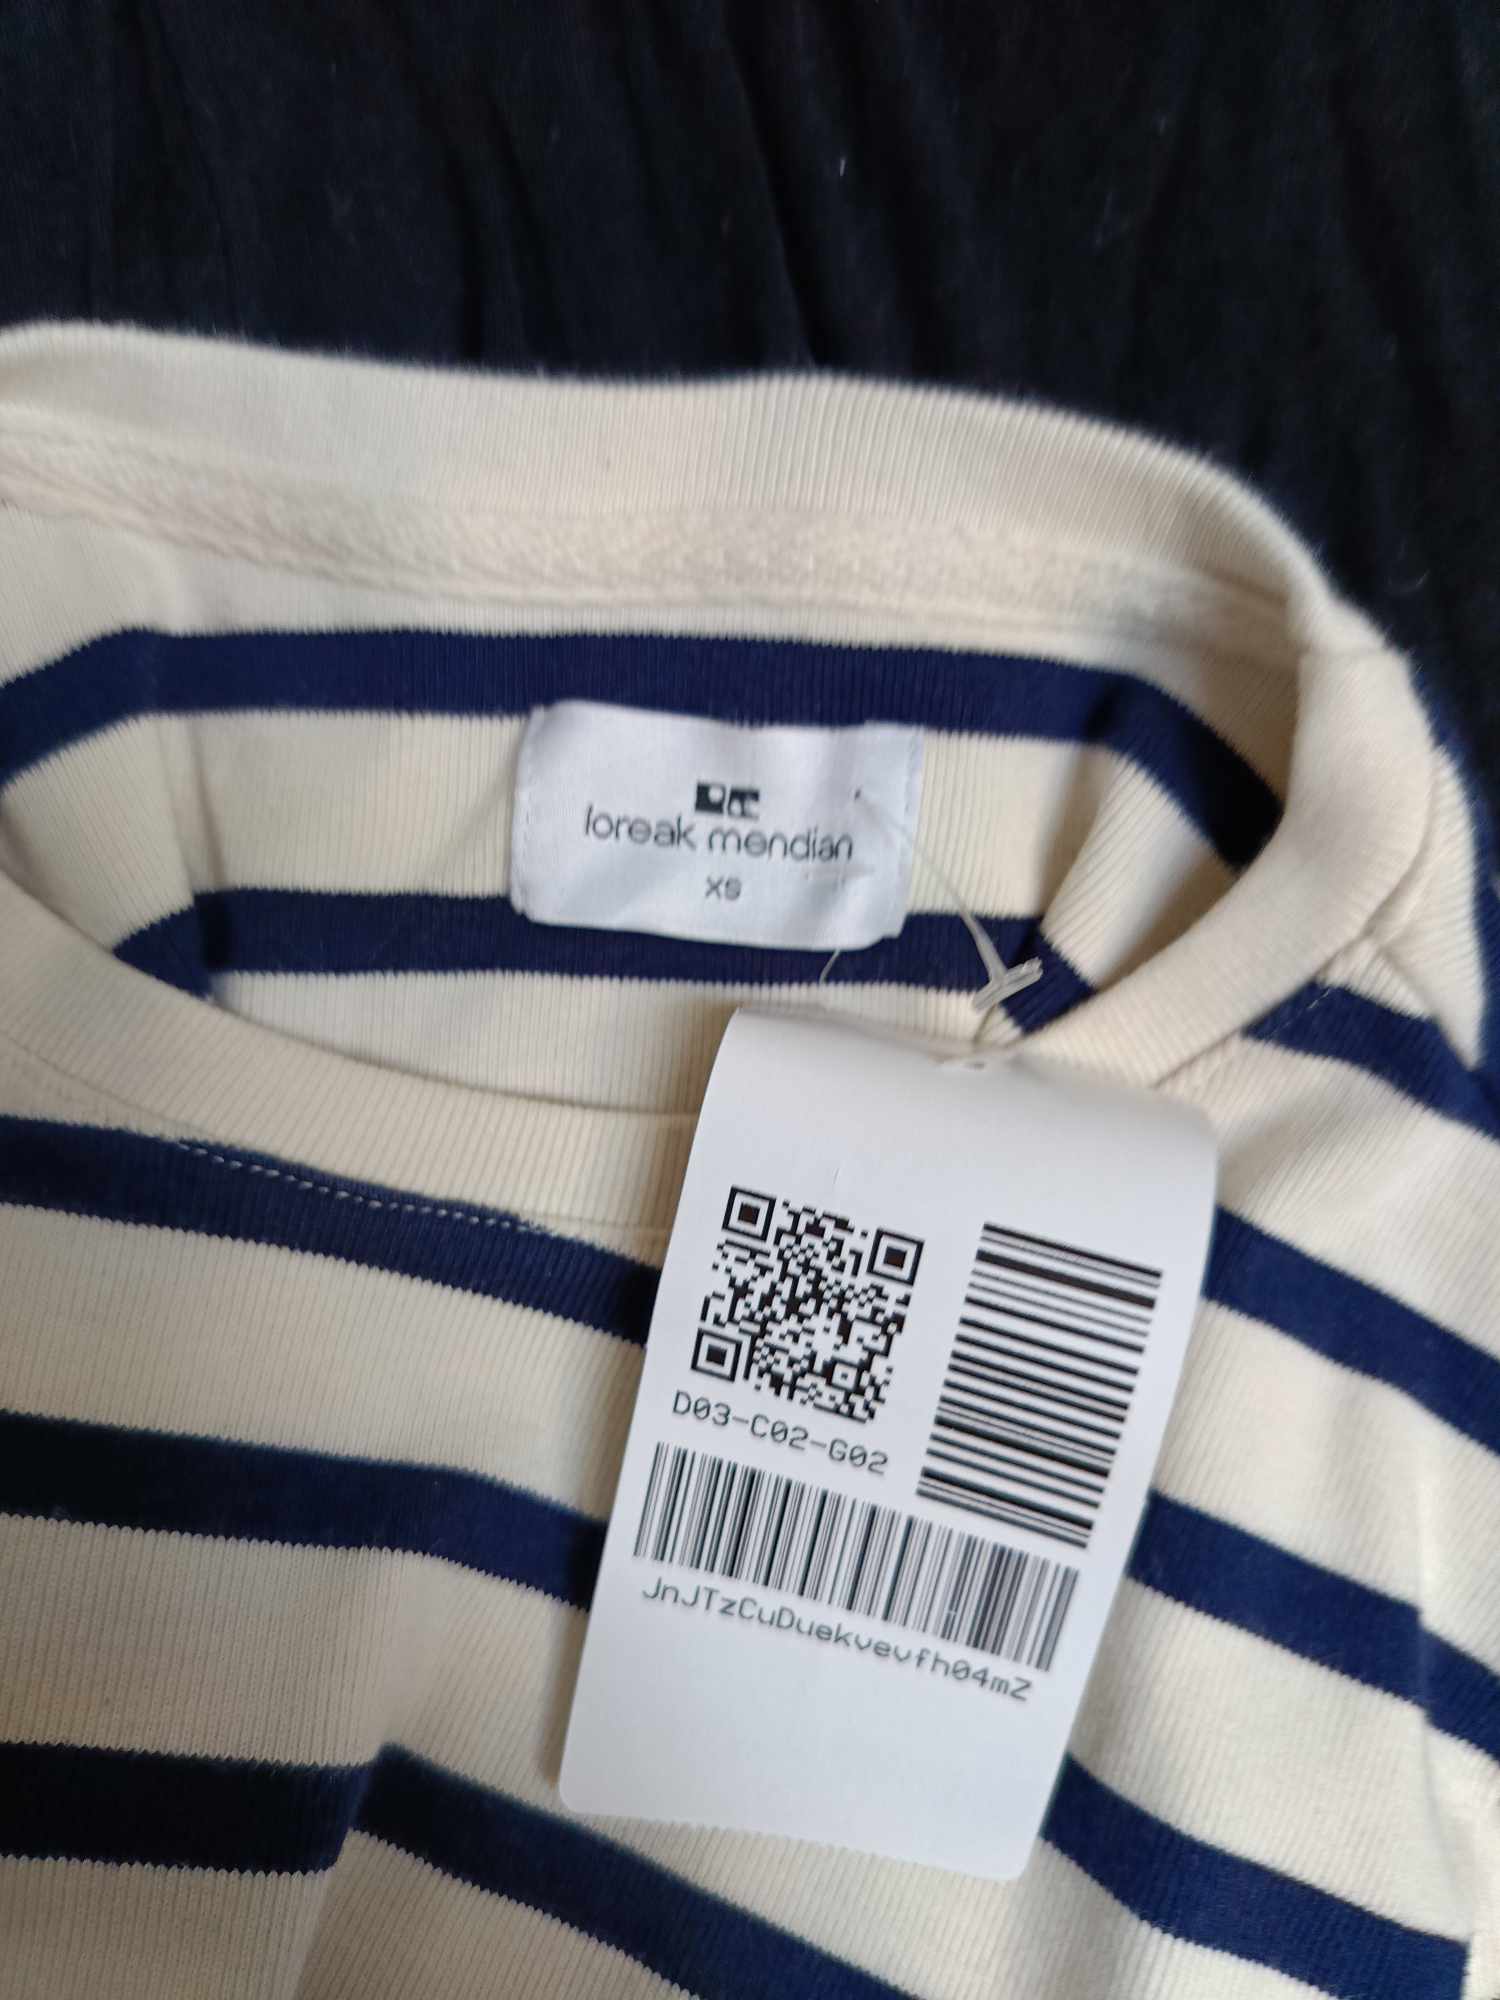 loreak mendian
XS
D03-C02-G02
JnJTzCuDuekvevfh04mZ